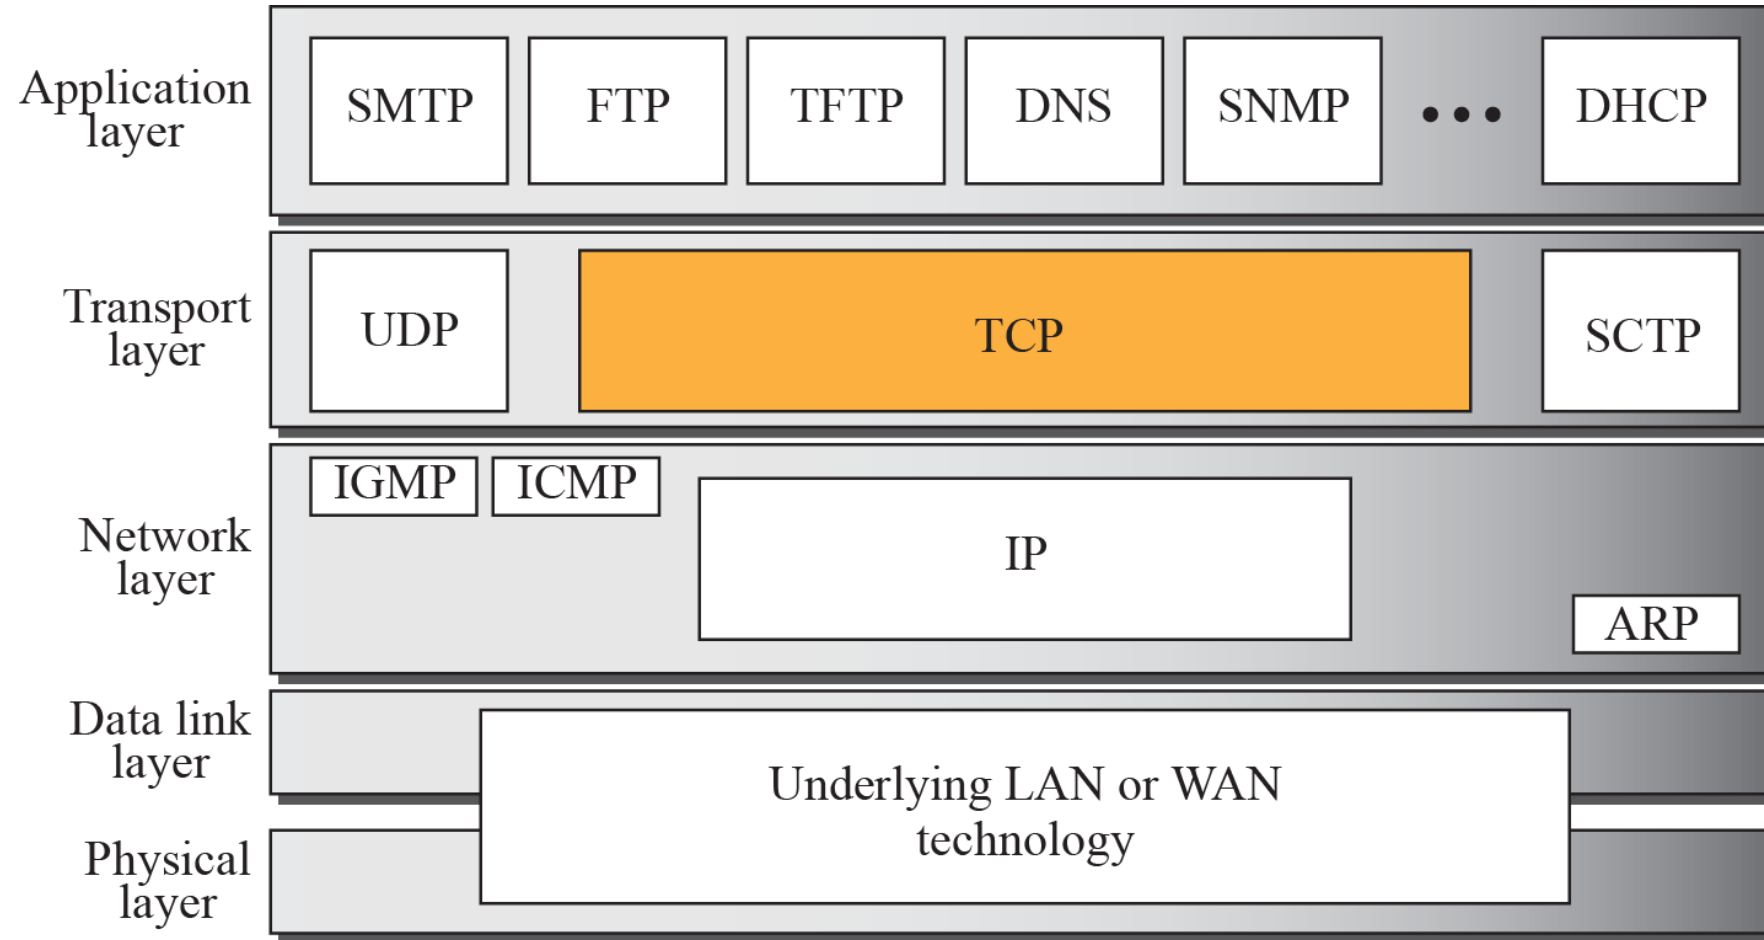 Application
layer
SMTP
FTP
TFTP
DNS
SNMP
...
DHCP
Transport
layer
UDP
TCP
SCTP
Network
layer
IGMP
ICMP
IP
ARP
Data link
layer
Underlying LAN or WAN
technology
Physical
layer